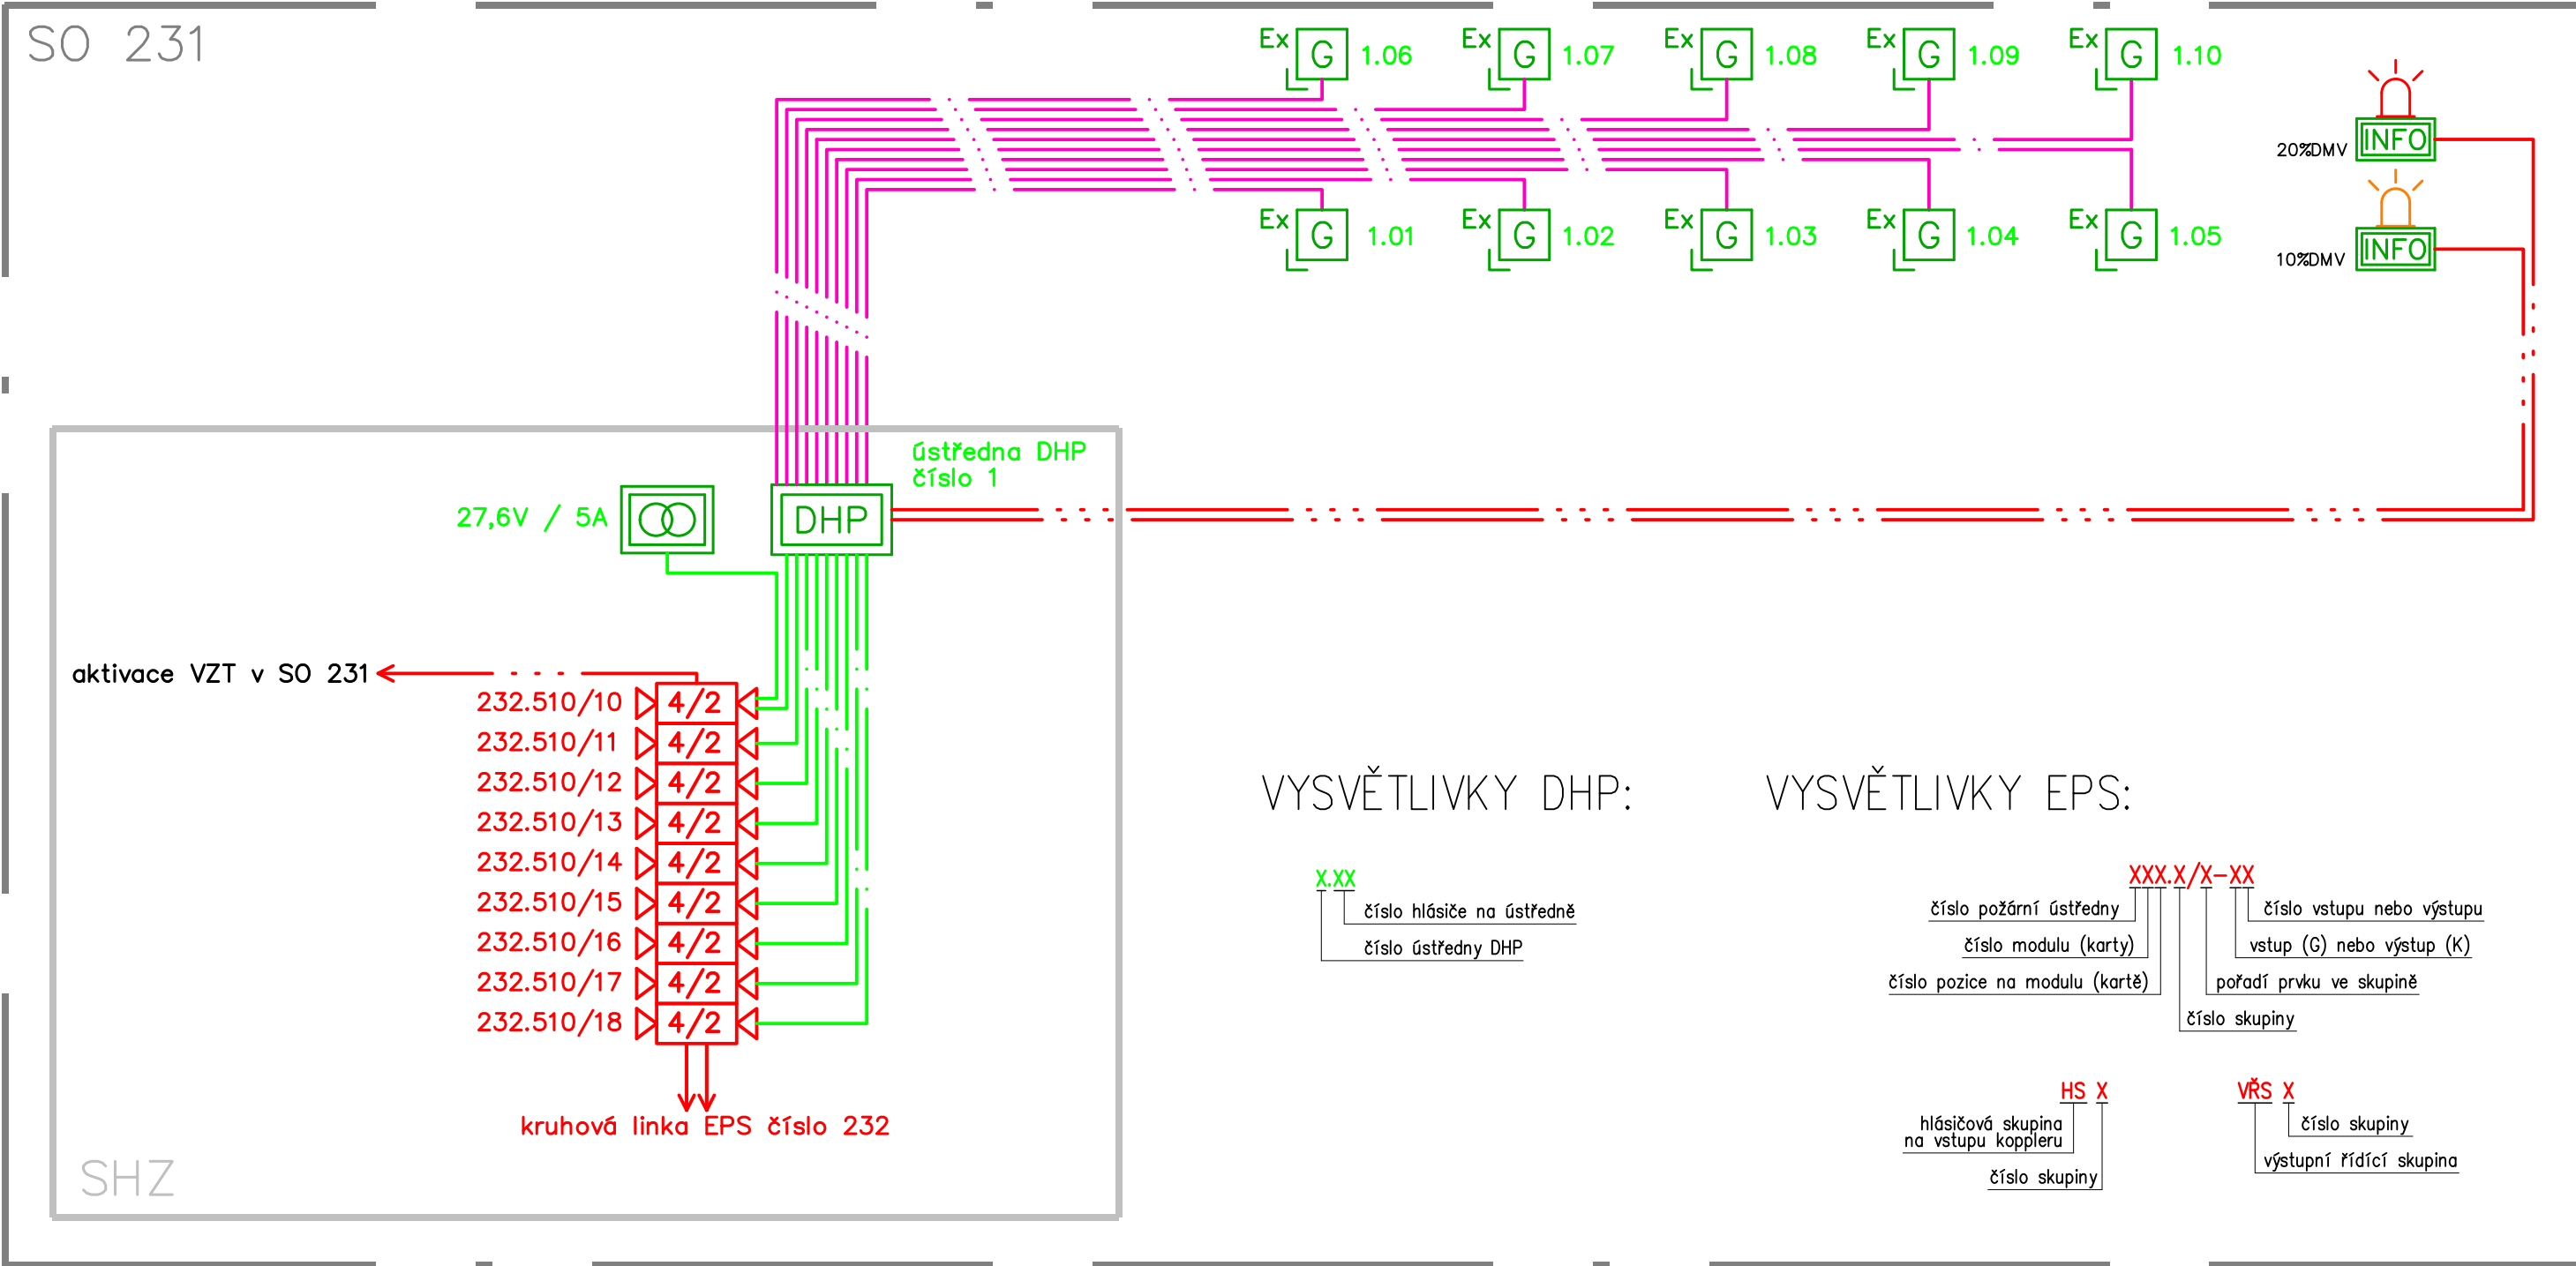 SO 231
Ex G 1.06
Ex G 1.07
Ex G 1.08
Ex G 1.09
Ex G 1.10
INFO
20%DMV
Ex G 1.01
Ex G 1.02
Ex G 1.03
Ex G 1.04
Ex G 1.05
INFO
10%DMV
ústředna DHP
číslo 1
27,6V / 5A
DHP
aktivace VZT v SO 231
232.510/10 4/2
232.510/11 4/2
232.510/12 4/2
232.510/13 4/2
232.510/14 4/2
232.510/15 4/2
232.510/16 4/2
232.510/17 4/2
232.510/18 4/2
kruhová linka EPS číslo 232
SHZ
VYSVĚTLIVKY DHP:
X.XX
číslo hlásiče na ústředně
číslo ústředny DHP
VYSVĚTLIVKY EPS:
XXX.X/X-XX
číslo požární ústředny
číslo vstupu nebo výstupu
číslo modulu (karty)
vstup (G) nebo výstup (K)
číslo pozice na modulu (kartě)
pořadí prvku ve skupině
číslo skupiny
HS X
hlásičová skupina
na vstupu koppleru
číslo skupiny
VŘS X
číslo skupiny
výstupní řídící skupina